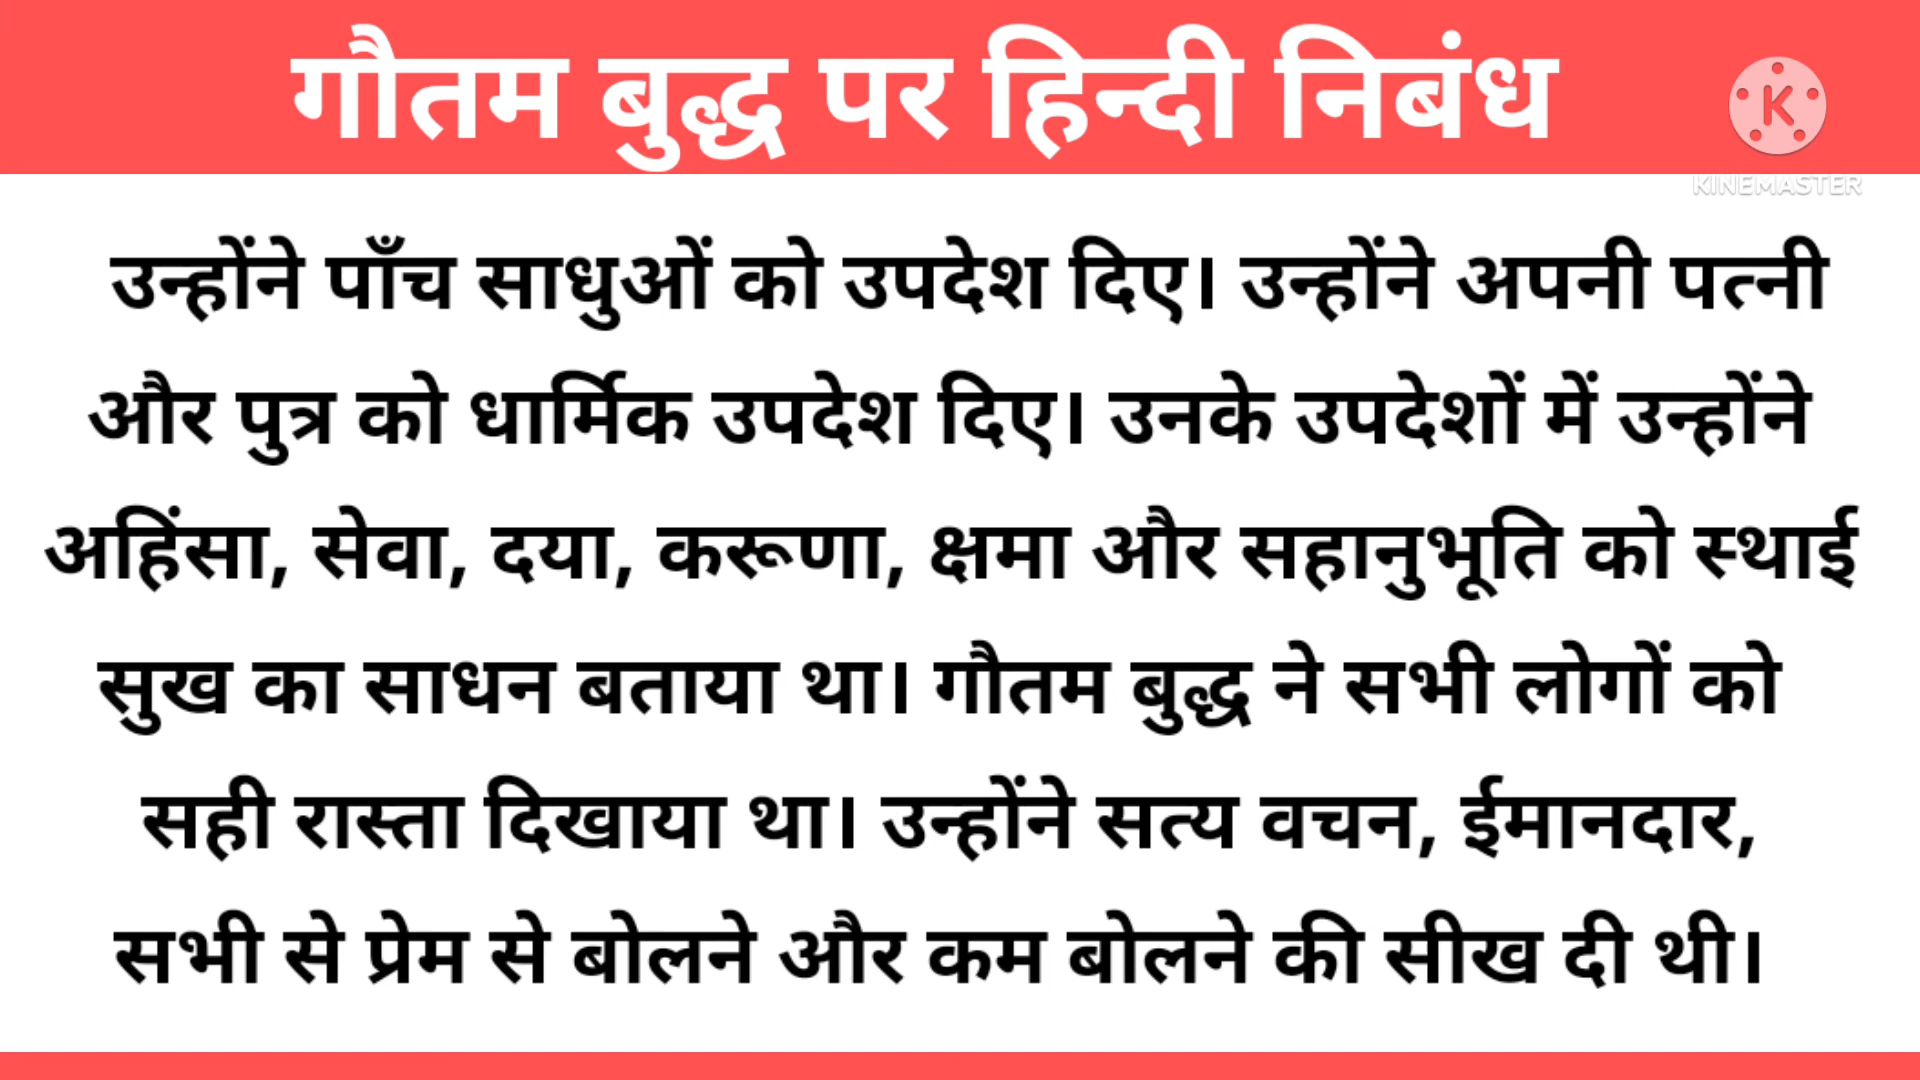 गौतम बुद्ध पर हिन्दी निबंध
K
KINEMASTER
उन्होंने पाँच साधुओं को उपदेश दिए। उन्होंने अपनी पत्नी
और पुत्र को धार्मिक उपदेश दिए। उनके उपदेशों में उन्होंने
अहिंसा, सेवा, दया, करूणा, क्षमा और सहानुभूति को स्थाई
सुख का साधन बताया था। गौतम बुद्ध ने सभी लोगों को
सही रास्ता दिखाया था। उन्होंने सत्य वचन, ईमानदार,
सभी से प्रेम से बोलने और कम बोलने की सीख दी थी।